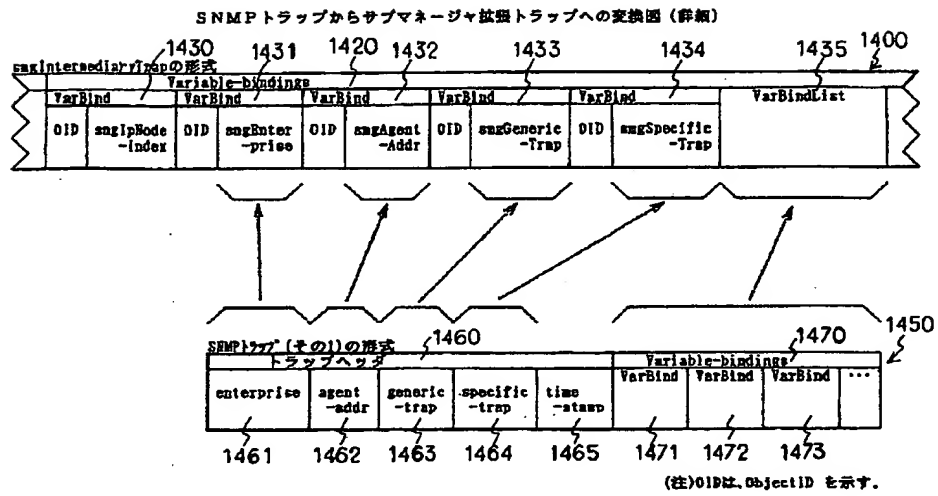 SNMPトラップからサブマネージャ拡張トラップへの変換図(詳細)
1430 1431 1420 1432 1433 1434 1435 1400
smgIntermediaryTrapの形式
Variable-bindings
VarBind VarBind VarBind VarBind VarBind VarBindList
OID smgIpNode OID smgEnter OID smgAgent OID smgGeneric OID smgSpecific
-Index -prise -Addr -Trap -Trap
1450
SNMPトラップ(その1)の形式 1460 1470
トラップヘッダ Variable-bindings
VarBind VarBind VarBind ...
enterprise agent generic specific time
-addr -trap -trap -stamp
1461 1462 1463 1464 1465 1471 1472 1473
(注)OIDは、ObjectID を示す.